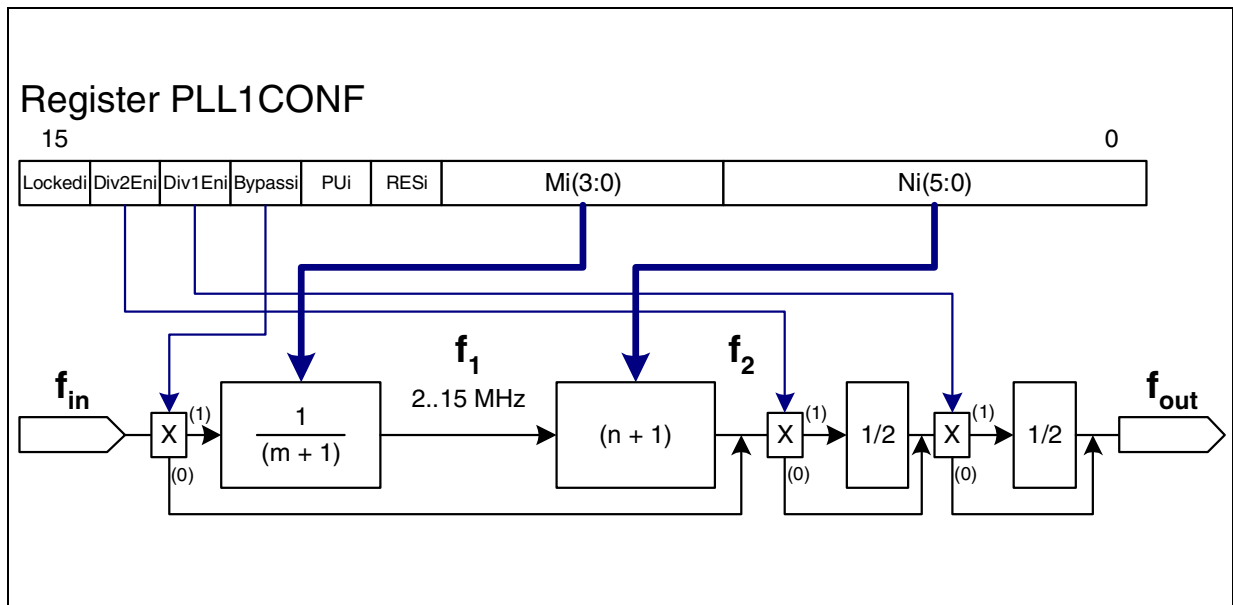 Register PLL1CONF
15 0
Lockedi Div2Eni Div1Eni Bypassi PUi RESi Mi(3:0) Ni(5:0)
f1 f2
fin 2..15 MHz fout
X (1) 1 (m + 1) (n + 1) X (1) 1/2 X (1) 1/2
(0) (0) (0)